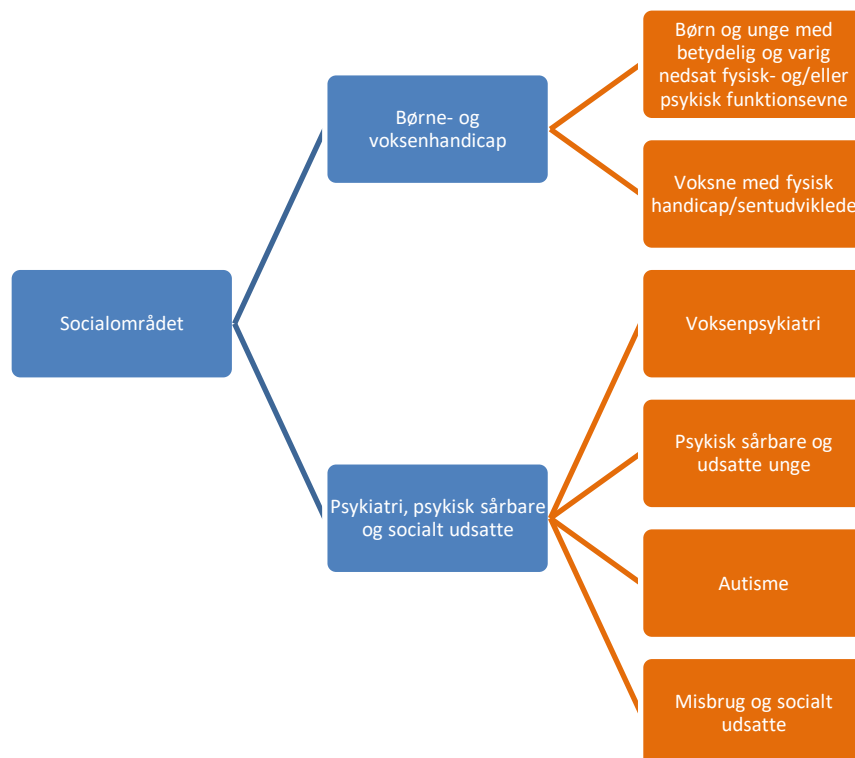 Socialområdet
Børne- og
voksenhandicap
Børn og unge med
betydelig og varig
nedsat fysisk- og/eller
psykisk funktionsevne
Voksne med fysisk
handicap/sentudviklede
Psykiatri, psykisk sårbare
og socialt udsatte
Voksenpsykiatri
Psykisk sårbare og
udsatte unge
Autisme
Misbrug og socialt
udsatte